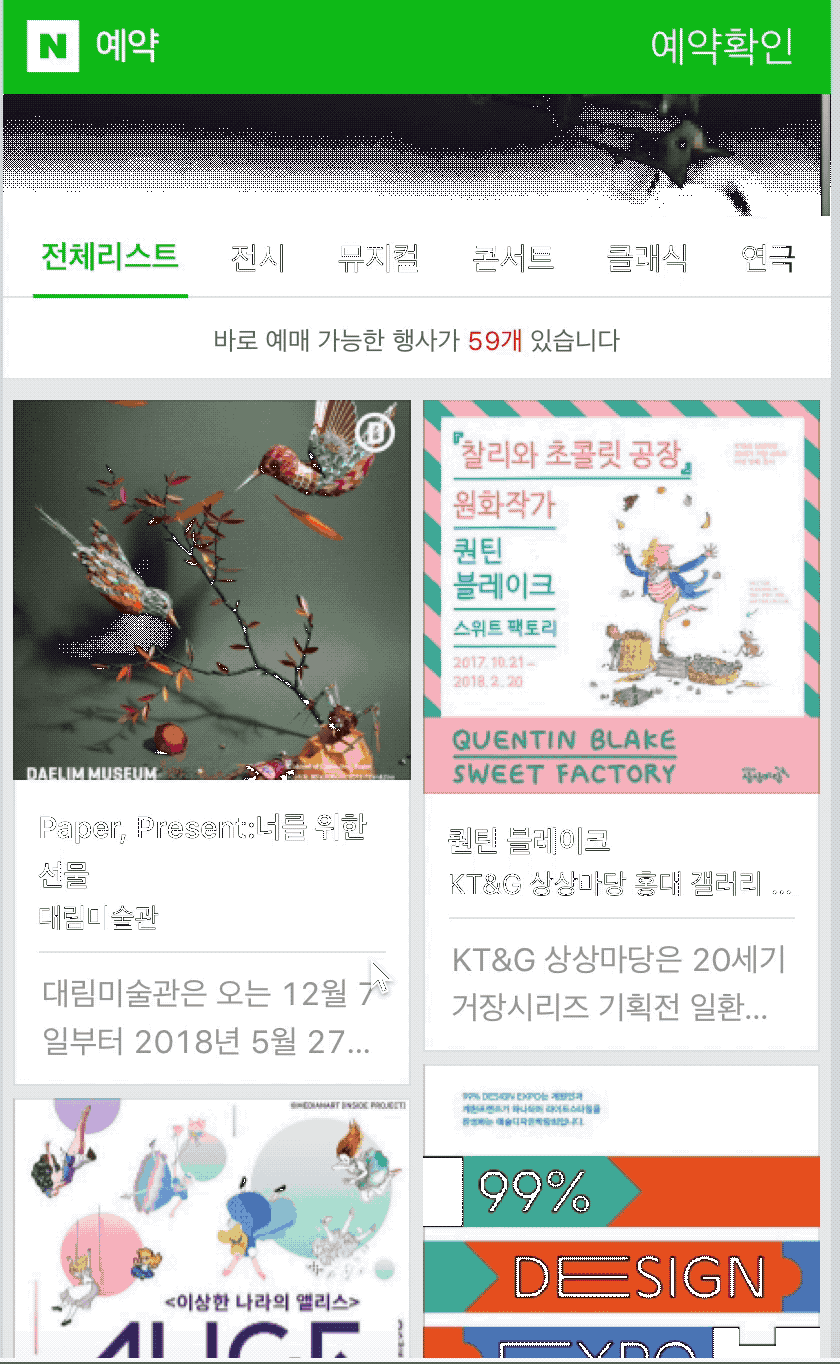 N 예약
예약확인
전체리스트 전시 뮤지컬 콘서트 클래식 연극
바로 예매 가능한 행사가 59개 있습니다
DAELIM MUSEUM
Paper, Present:너를 위한
선물
대림미술관
대림미술관은 오는 12월 7
일부터 2018년 5월 27...
『찰리와 초콜릿 공장』
원화작가
퀀틴
블레이크
스위트 팩토리
2017. 10. 21 –
2018. 2. 20
QUENTIN BLAKE
SWEET FACTORY
상상마당
퀀틴 블레이크
KT&G 상상마당 홍대 갤러리 ...
KT&G 상상마당은 20세기
거장시리즈 기획전 일환...
©MEDIAHART INSIDE PROJECT
<이상한 나라의 앨리스>
ALICE
99%
DESIGN
EXPO